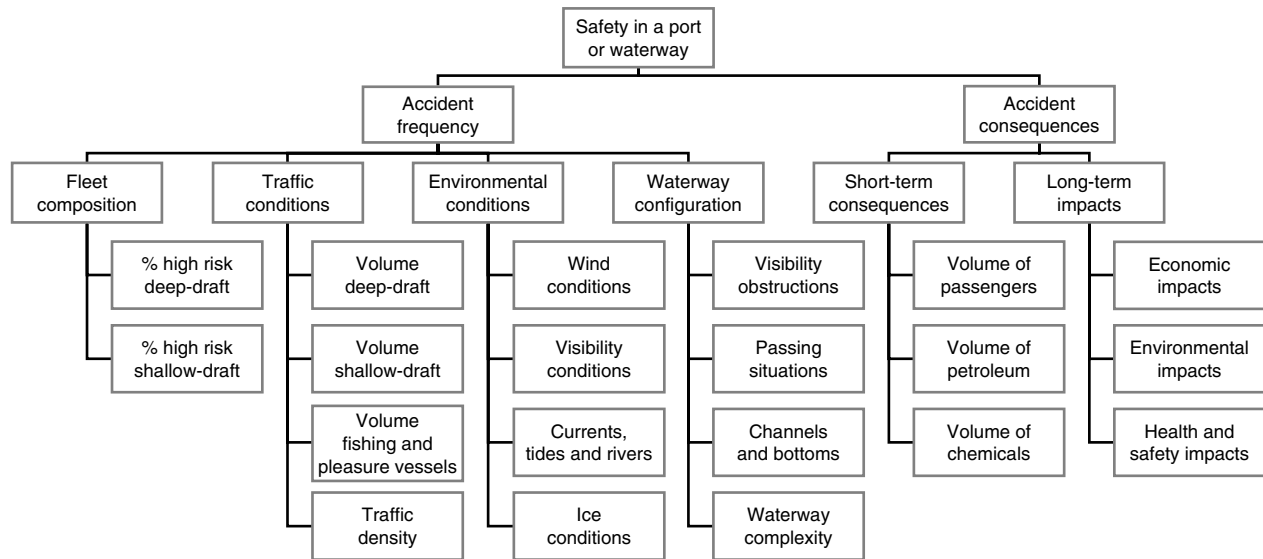 Safety in a port
or waterway
Accident
frequency
Accident
consequences
Fleet
composition
Traffic
conditions
Environmental
conditions
Waterway
configuration
Short-term
consequences
Long-term
impacts
% high risk
deep-draft
Volume
deep-draft
Wind
conditions
Visibility
obstructions
Volume of
passengers
Economic
impacts
% high risk
shallow-draft
Volume
shallow-draft
Visibility
conditions
Passing
situations
Volume of
petroleum
Environmental
impacts
Volume
fishing and
pleasure vessels
Currents,
tides and rivers
Channels
and bottoms
Volume of
chemicals
Health and
safety impacts
Traffic
density
Ice
conditions
Waterway
complexity